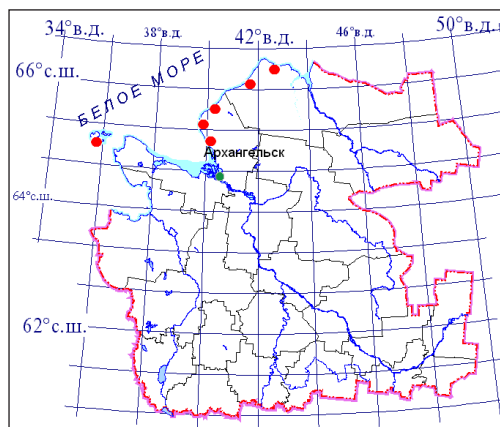 34°в.д.
38°в.д.
42°в.д.
46°в.д.
50°в.д.
66°с.ш.
БЕЛОЕ МОРЕ
Архангельск
64°с.ш.
62°с.ш.